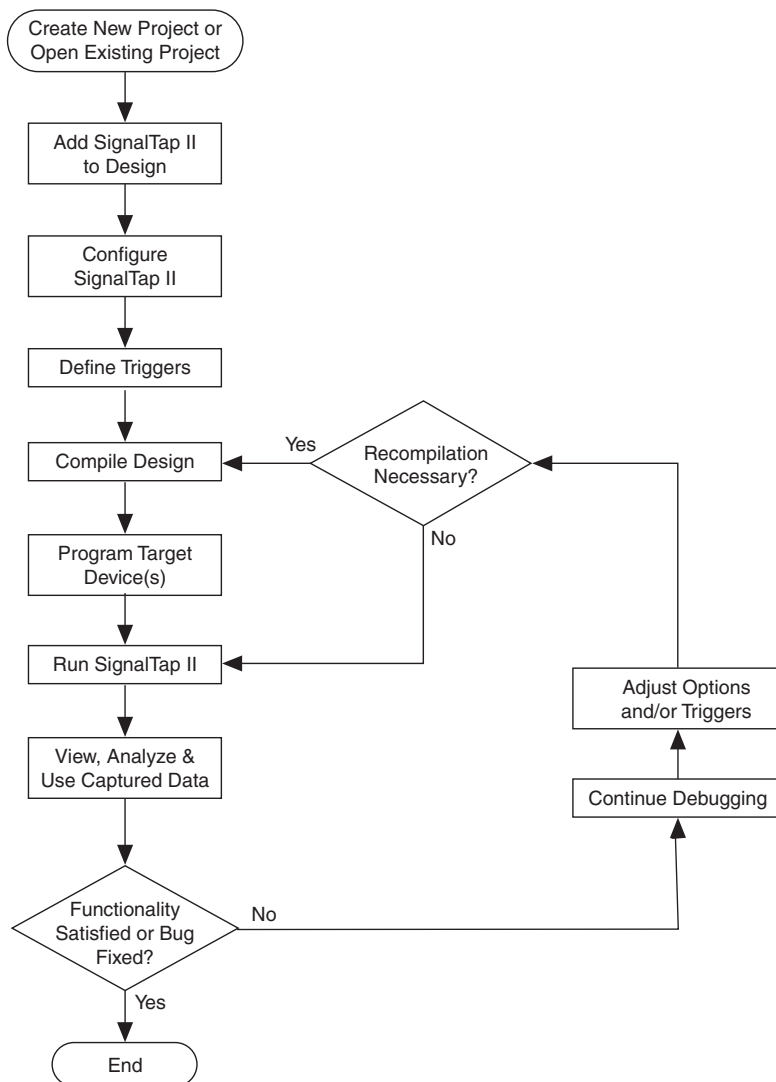 Create New Project or
Open Existing Project
Add SignalTap II
to Design
Configure
SignalTap II
Define Triggers
Compile Design
Yes
Recompilation
Necessary?
No
Program Target
Device(s)
Run SignalTap II
Adjust Options
and/or Triggers
View, Analyze &
Use Captured Data
Continue Debugging
Functionality
Satisfied or Bug
Fixed?
No
Yes
End